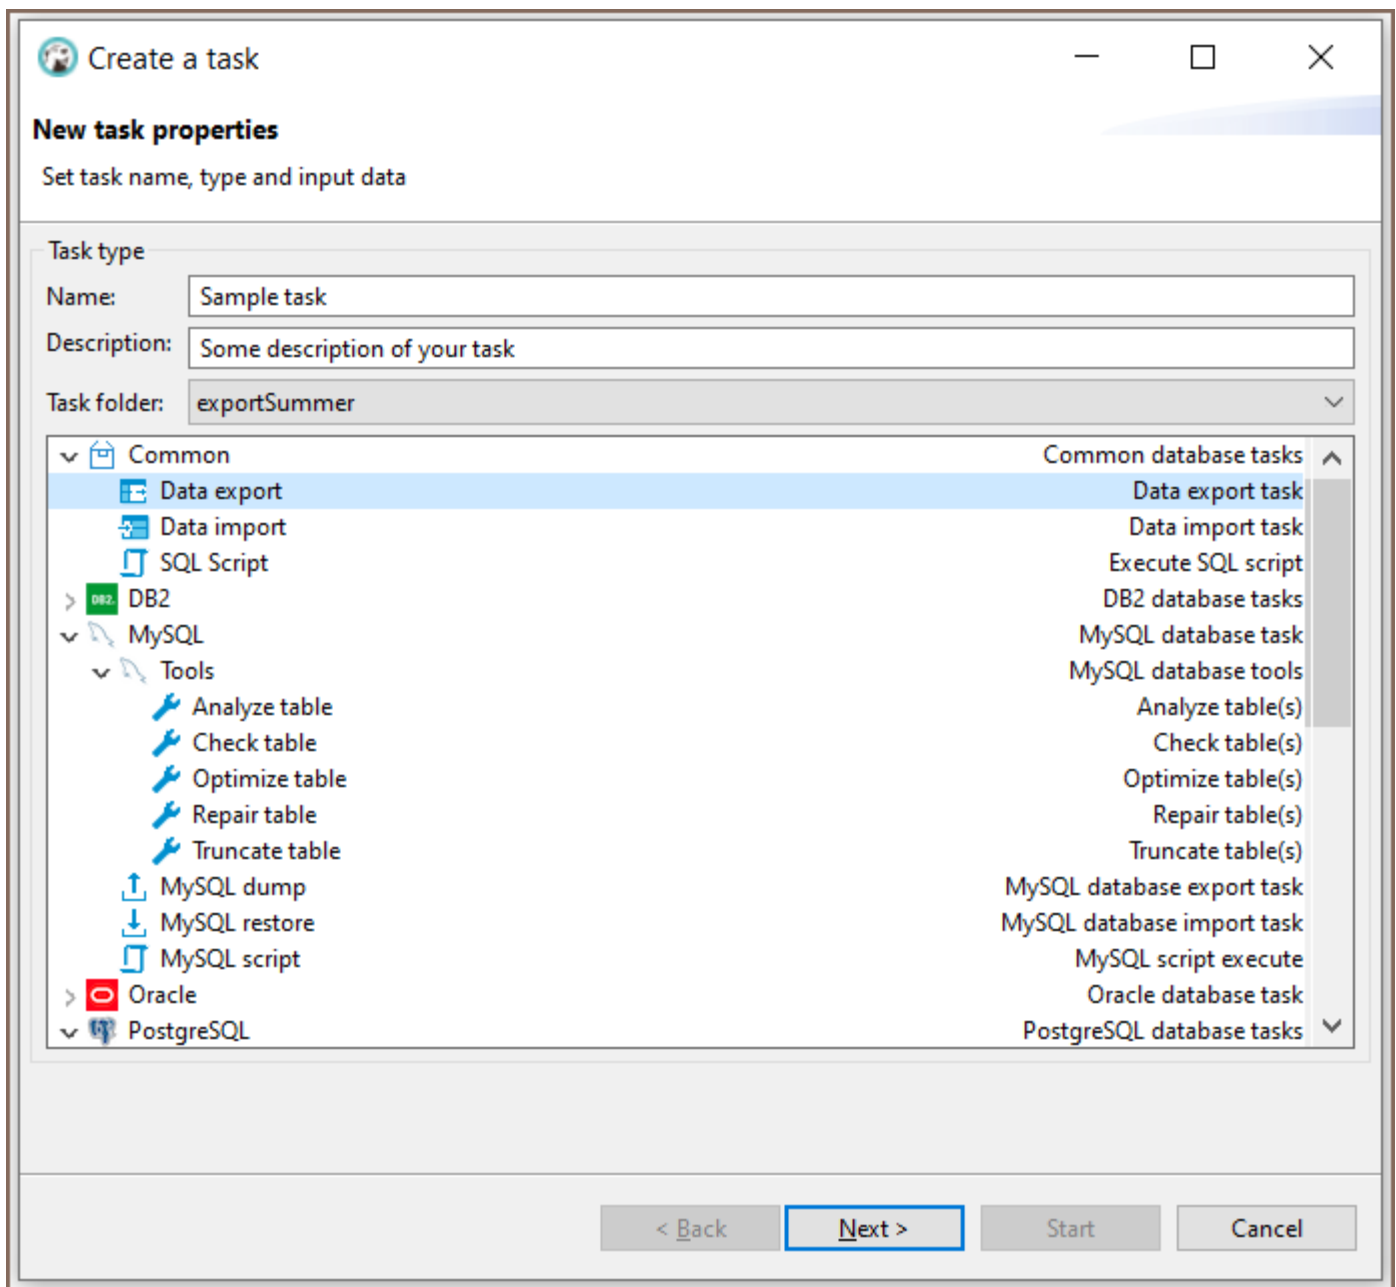 Create a task
New task properties
Set task name, type and input data
Task type
Name: Sample task
Description: Some description of your task
Task folder: exportSummer
Common Common database tasks
Data export Data export task
Data import Data import task
SQL Script Execute SQL script
DB2. DB2 DB2 database tasks
MySQL MySQL database task
Tools MySQL database tools
Analyze table Analyze table(s)
Check table Check table(s)
Optimize table Optimize table(s)
Repair table Repair table(s)
Truncate table Truncate table(s)
MySQL dump MySQL database export task
MySQL restore MySQL database import task
MySQL script MySQL script execute
Oracle Oracle database task
PostgreSQL PostgreSQL database tasks
< Back Next > Start Cancel